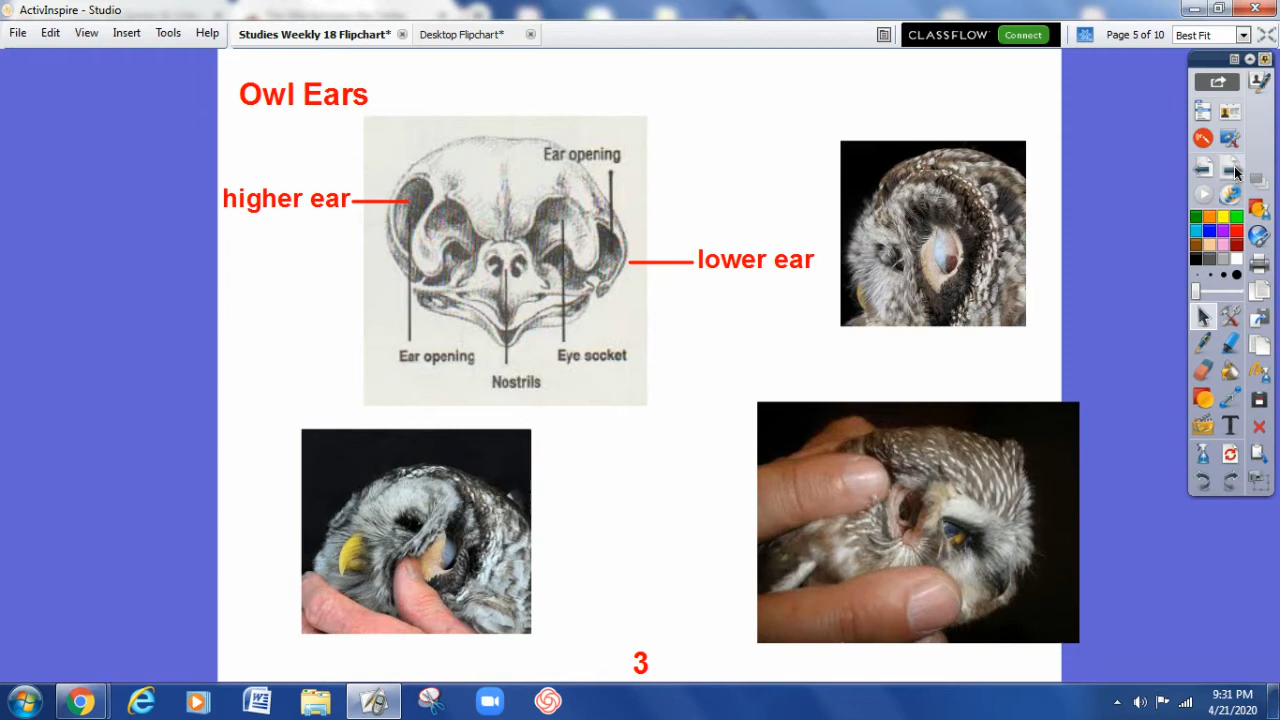 ActivInspire - Studio
File Edit View Insert Tools Help
Studies Weekly 18 Flipchart*
Desktop Flipchart*
CLASSFLOW
Connect
Page 5 of 10
Best Fit
Owl Ears
Ear opening
higher ear
lower ear
Ear opening
Eye socket
Nostrils
3
T
9:31 PM
4/21/2020